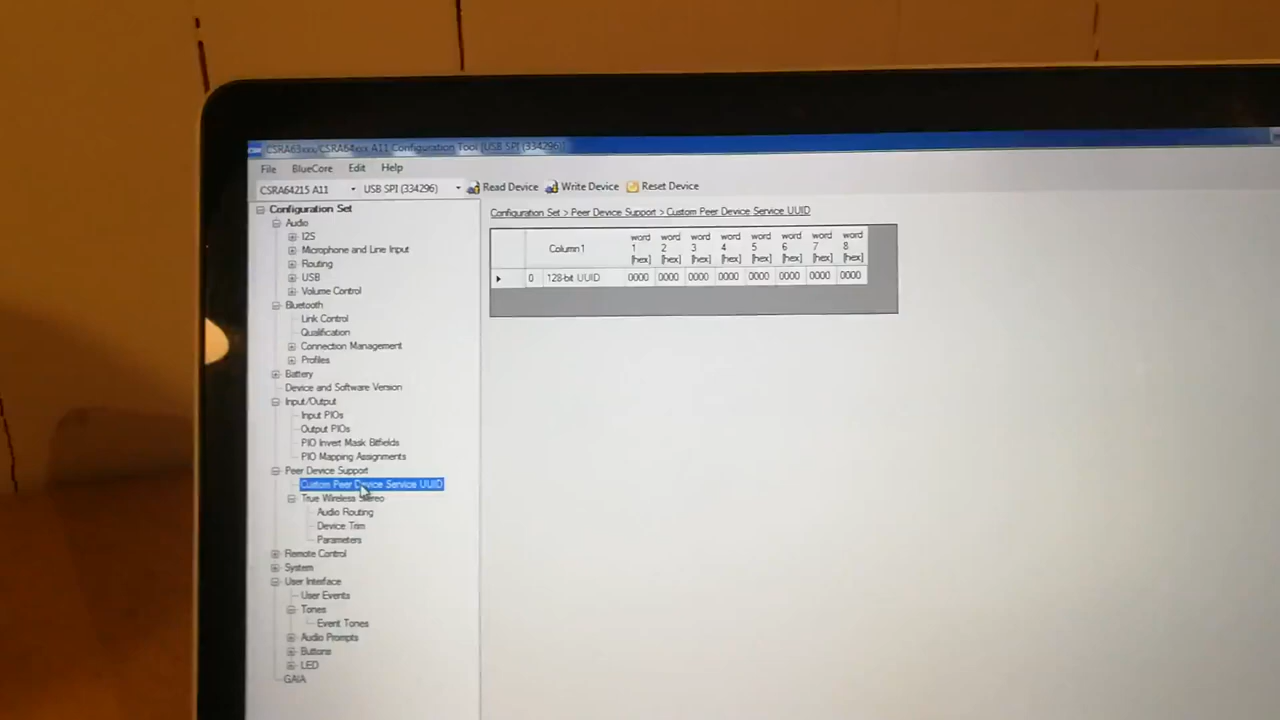 CSRA63xxx/CSRA64xxx A11 Configuration Tool [USB SPI (334296)]
File BlueCore Edit Help
CSRA64215 A11 USB SPI (334296) Read Device Write Device Reset Device
Configuration Set
Audio
I2S
Microphone and Line Input
Routing
USB
Volume Control
Bluetooth
Link Control
Qualification
Connection Management
Profiles
Battery
Device and Software Version
Input/Output
Input PIOs
Output PIOs
PIO Invert Mask Bitfields
PIO Mapping Assignments
Peer Device Support
Custom Peer Device Service UUID
True Wireless Stereo
Audio Routing
Device Trim
Parameters
Remote Control
System
User Interface
User Events
Tones
Event Tones
Audio Prompts
Buttons
LED
GAIA
Configuration Set > Peer Device Support > Custom Peer Device Service UUID
Column1 word 1 [hex] word 2 [hex] word 3 [hex] word 4 [hex] word 5 [hex] word 6 [hex] word 7 [hex] word 8 [hex]
0 128-bit UUID 0000 0000 0000 0000 0000 0000 0000 0000